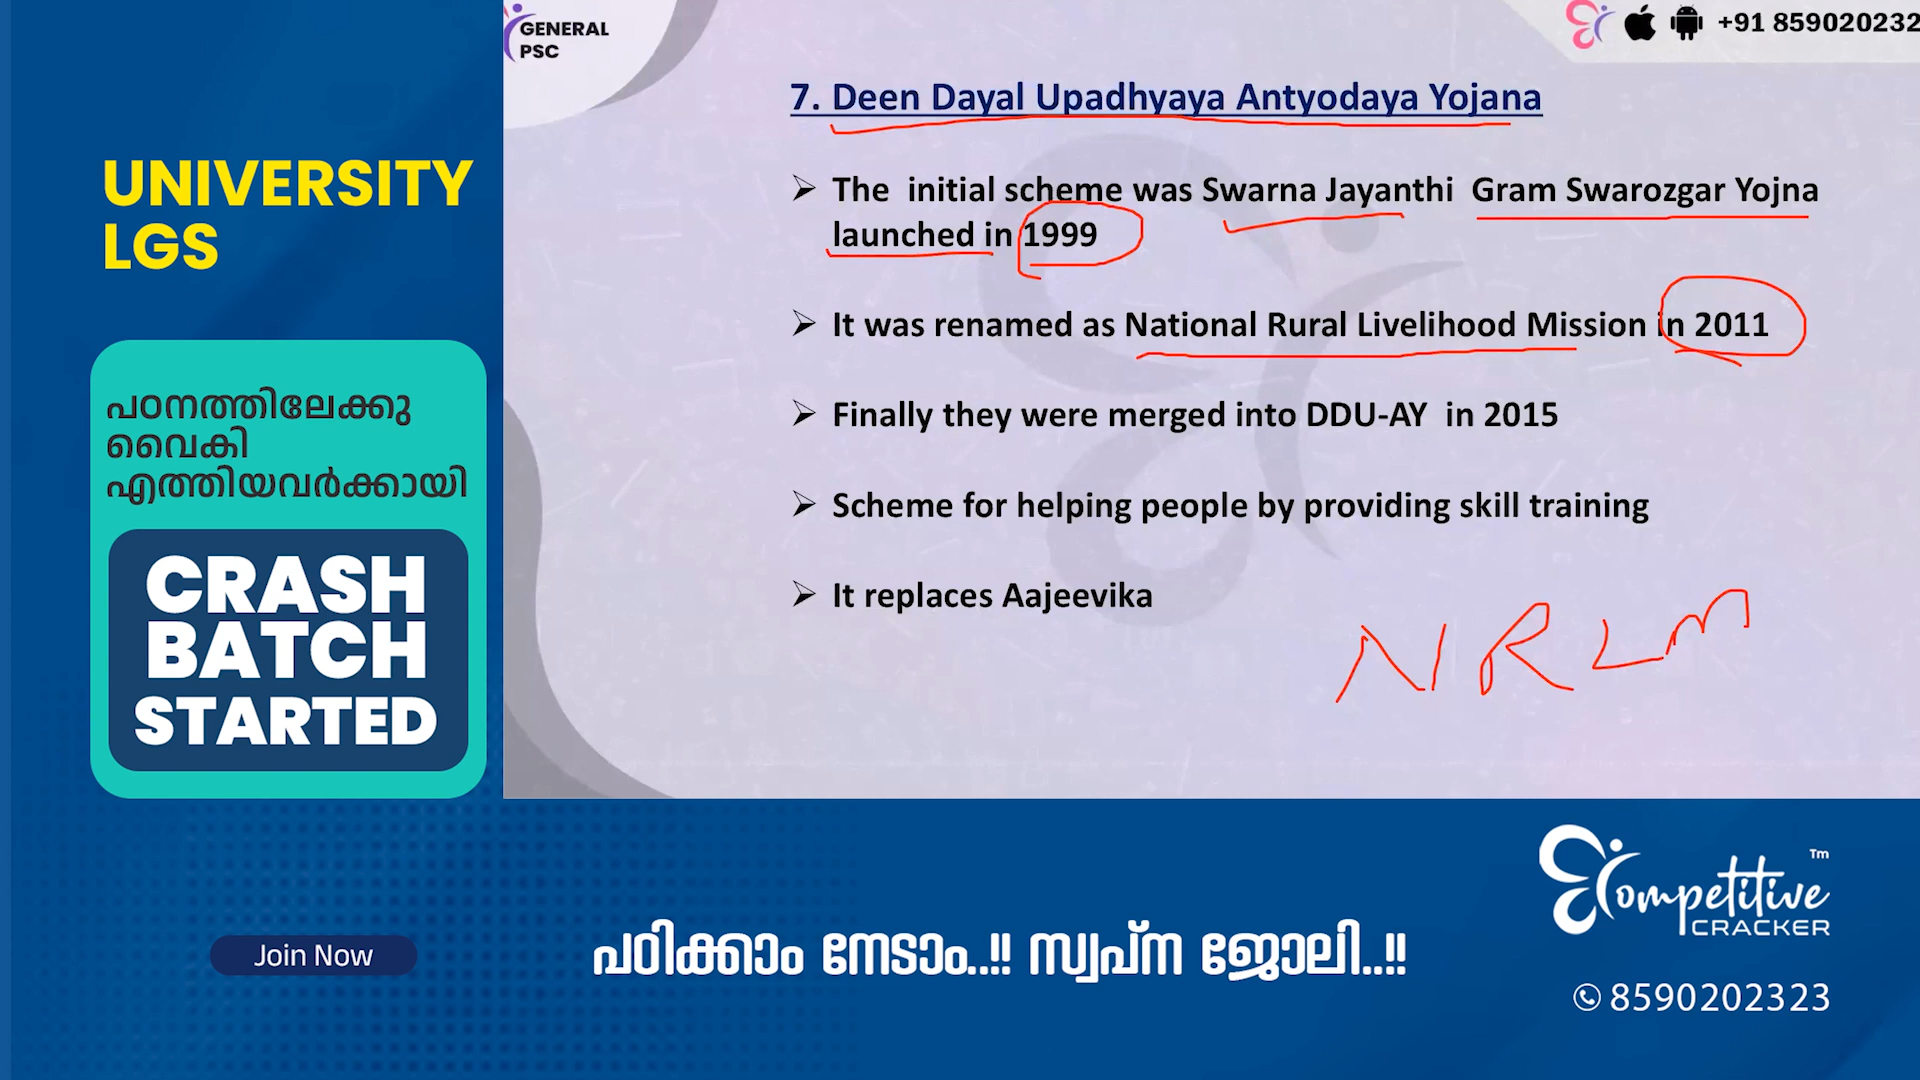 GENERAL
PSC
+91 859020232
UNIVERSITY
LGS
പഠനത്തിലേക്കു
വൈകി
എത്തിയവർക്കായി
CRASH
BATCH
STARTED
7. Deen Dayal Upadhyaya Antyodaya Yojana
➢ The initial scheme was Swarna Jayanthi Gram Swarozgar Yojna
launched in 1999
➢ It was renamed as National Rural Livelihood Mission in 2011
➢ Finally they were merged into DDU-AY in 2015
➢ Scheme for helping people by providing skill training
➢ It replaces Aajeevika
NRLM
Join Now
പഠിക്കാം നേടാം..!! സ്വപ്ന ജോലി..!!
Competitive
CRACKER
Tm
8590202323